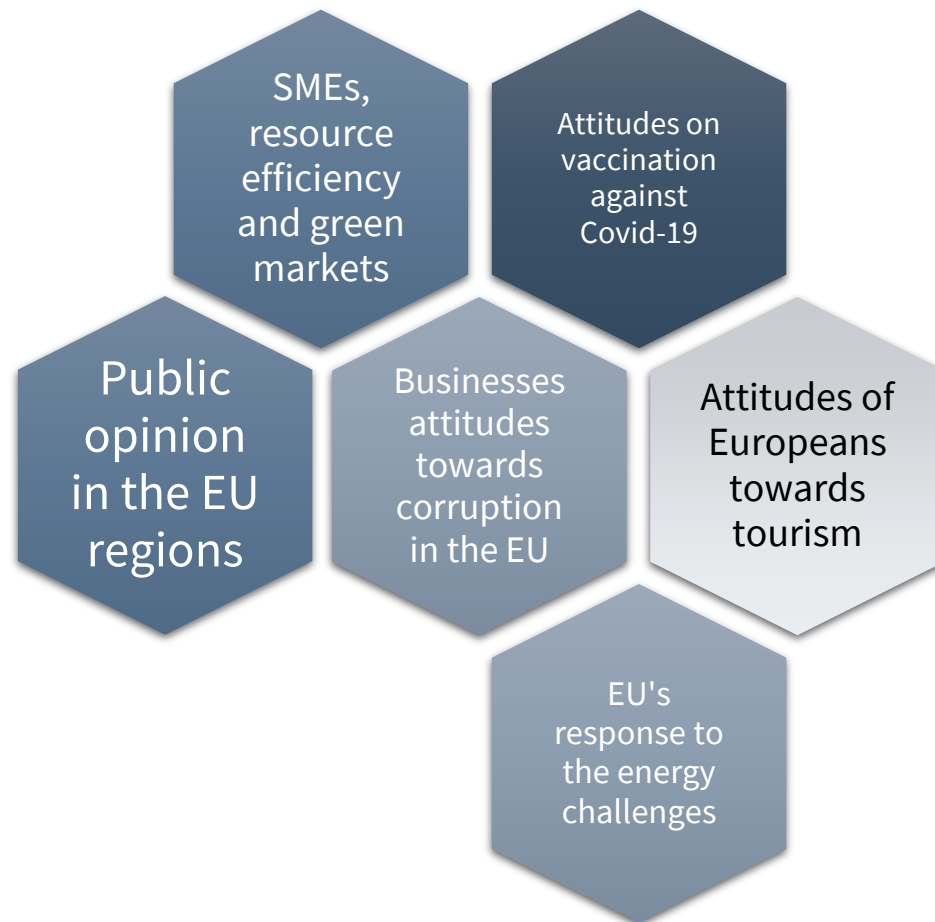 SMEs,
resource
efficiency
and green
markets
Attitudes on
vaccination
against
Covid-19
Public
opinion
in the EU
regions
Businesses
attitudes
towards
corruption
in the EU
Attitudes of
Europeans
towards
tourism
EU's
response to
the energy
challenges